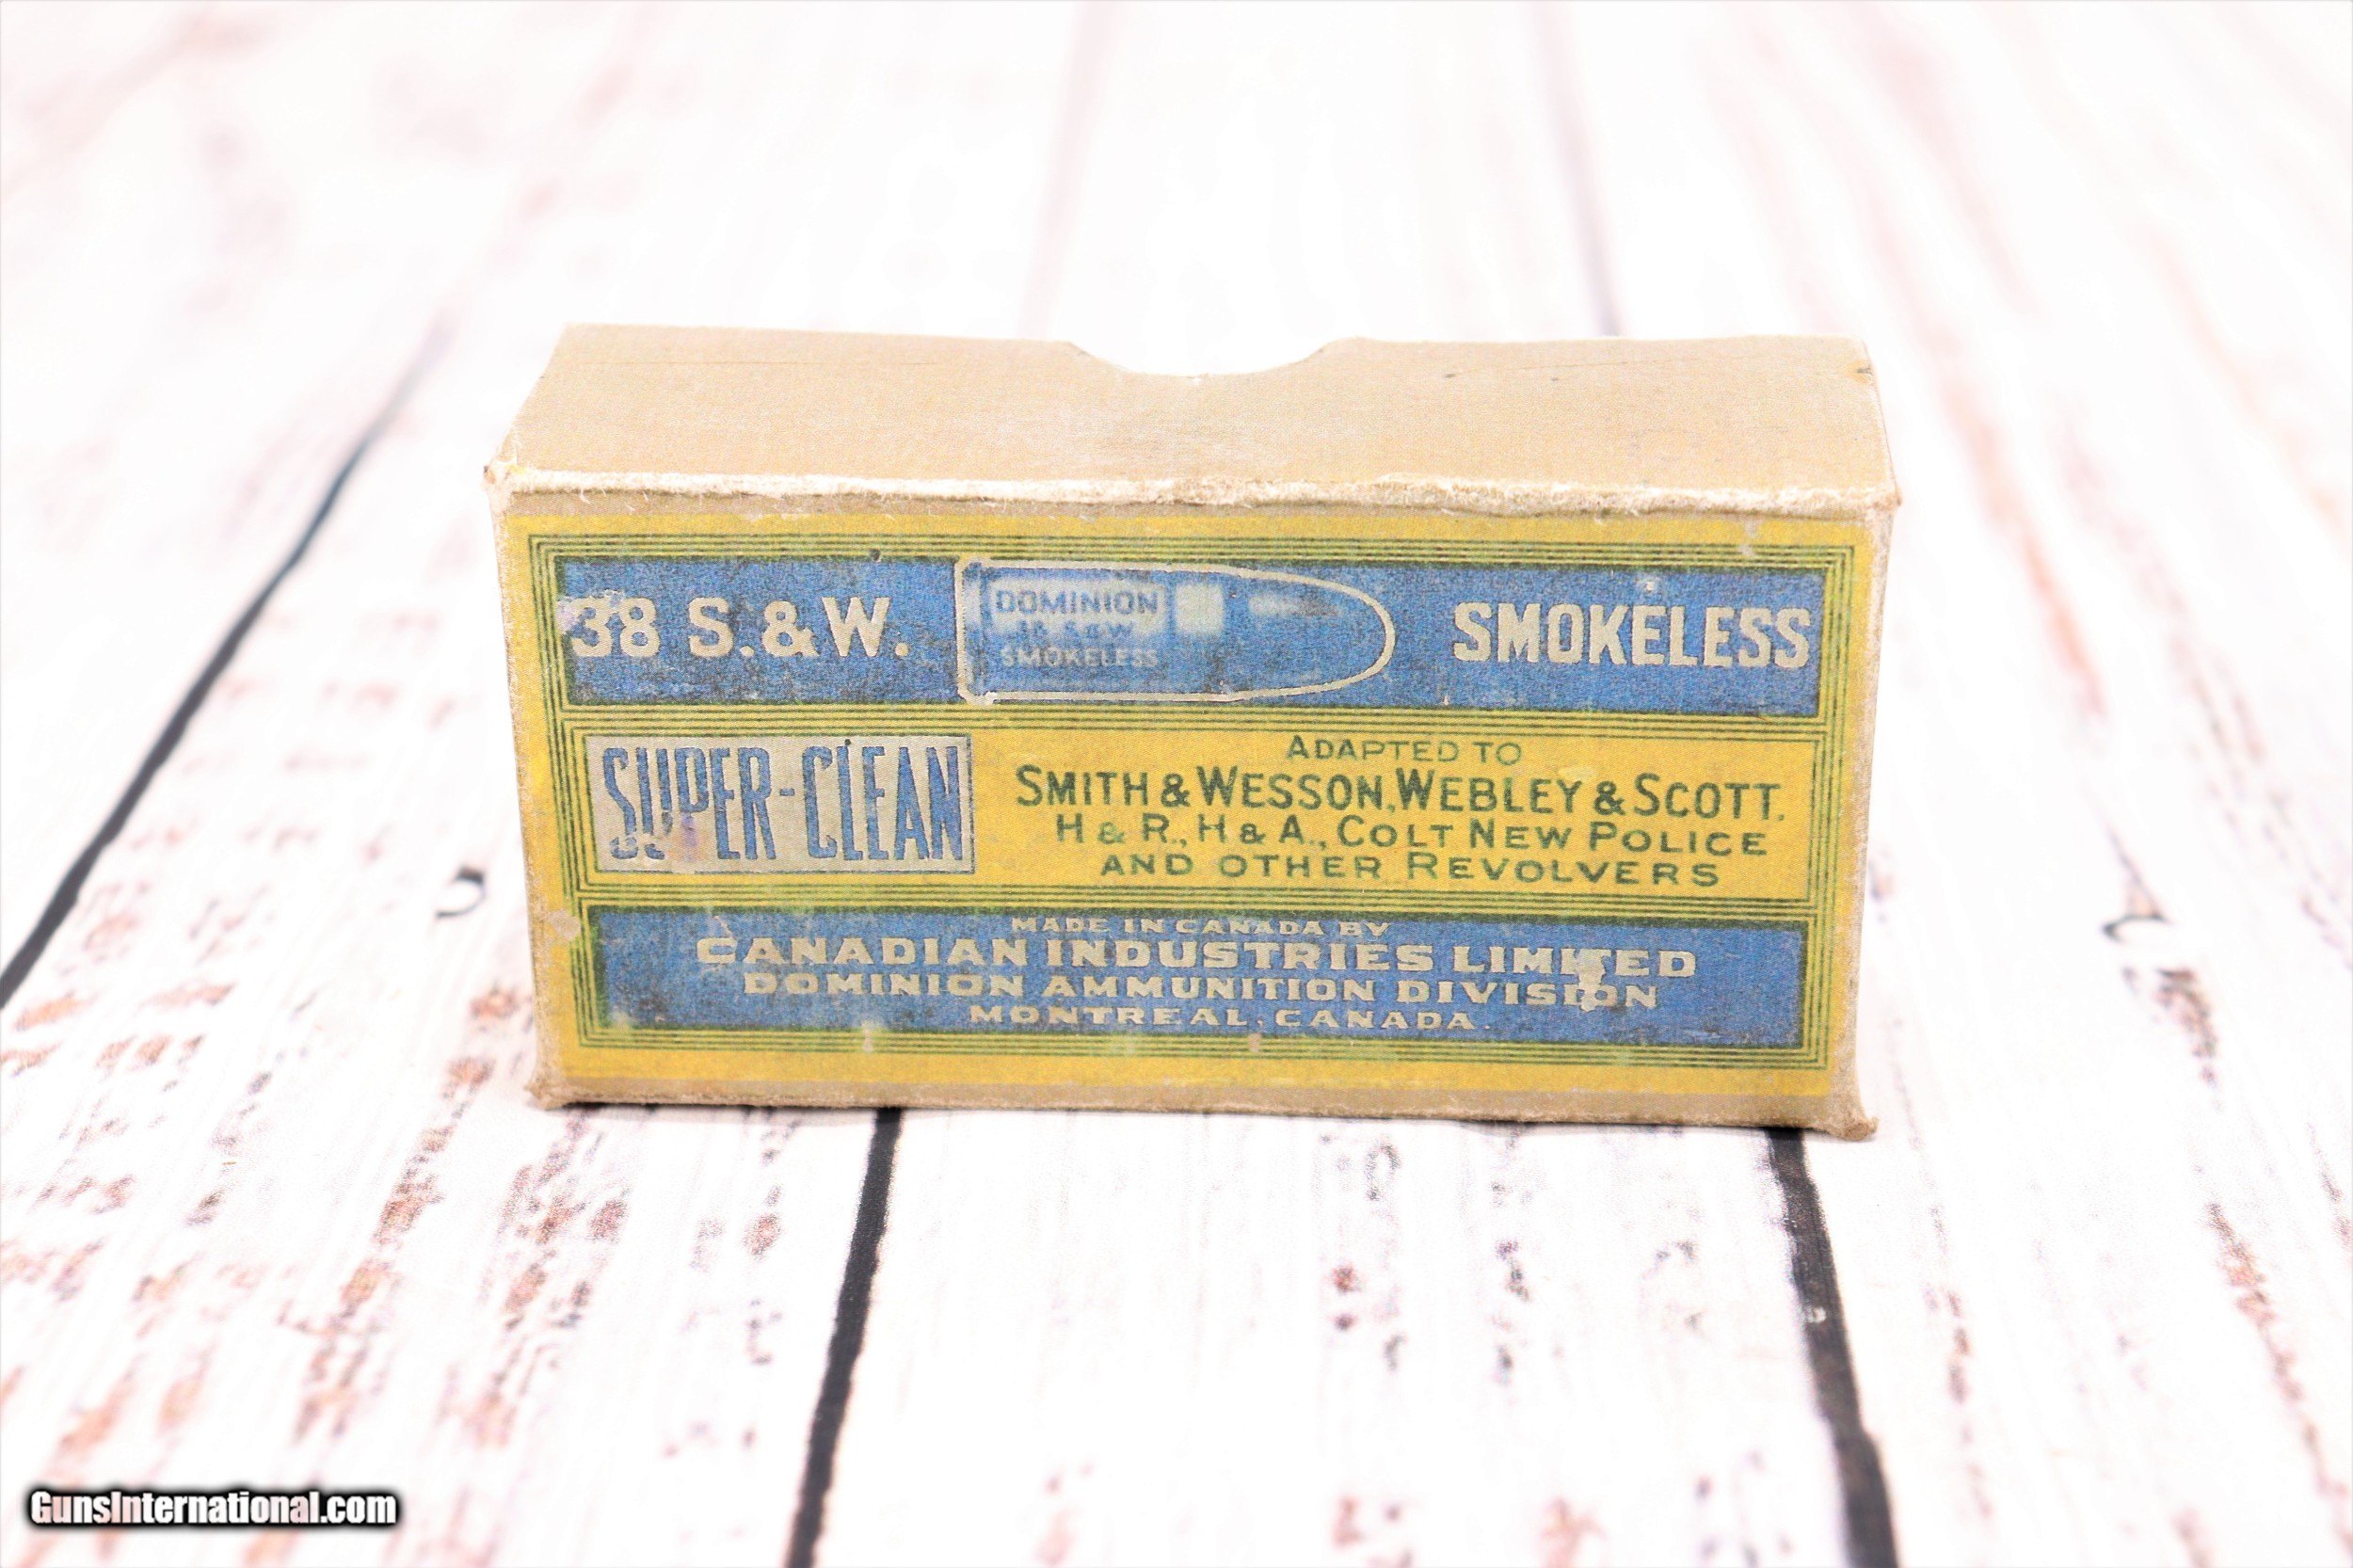 38 S.&W.
DOMINION
38 S&W
SMOKELESS
SMOKELESS
SUPER-CLEAN
ADAPTED TO
SMITH & WESSON, WEBLEY & SCOTT.
H & R., H & A., COLT NEW POLICE
AND OTHER REVOLVERS
MADE IN CANADA BY
CANADIAN INDUSTRIES LIMITED
DOMINION AMMUNITION DIVISION
MONTREAL, CANADA.
GunsInternational.com